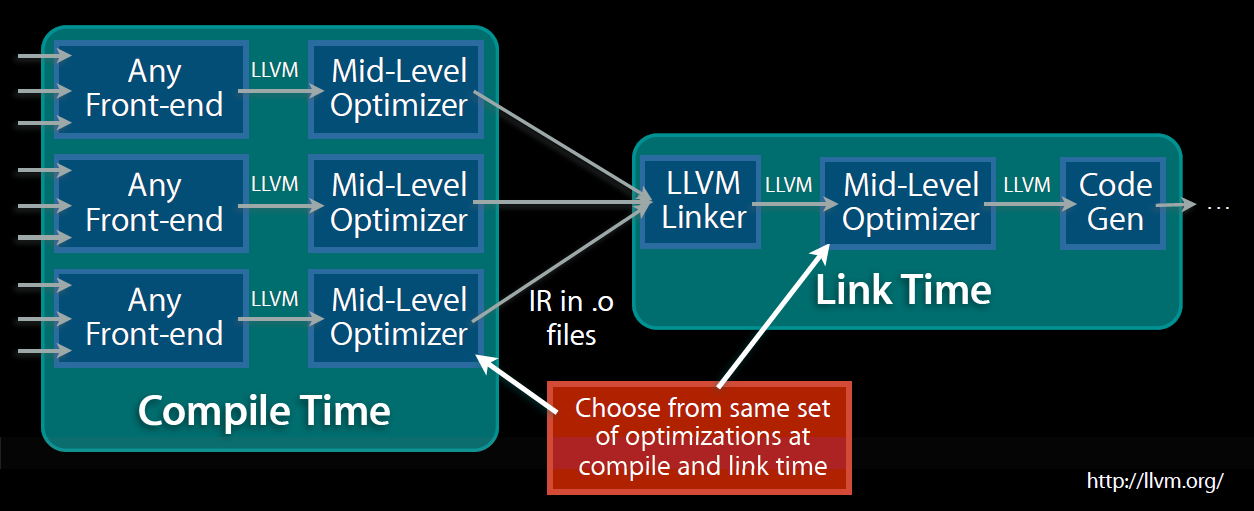 Any
Front-end
LLVM
Mid-Level
Optimizer
Any
Front-end
LLVM
Mid-Level
Optimizer
Any
Front-end
LLVM
Mid-Level
Optimizer
Compile Time
IR in .o
files
LLVM
Linker
LLVM
Mid-Level
Optimizer
LLVM
Code
Gen
...
Link Time
Choose from same set
of optimizations at
compile and link time
http://llvm.org/